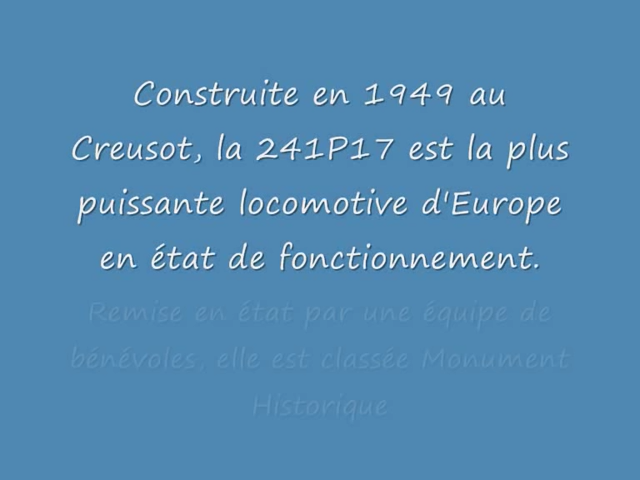 Construite en 1949 au
Creusot, la 241P17 est la plus
puissante locomotive d'Europe
en état de fonctionnement.
Remise en état par une équipe de
bénévoles, elle est classée Monument
Historique